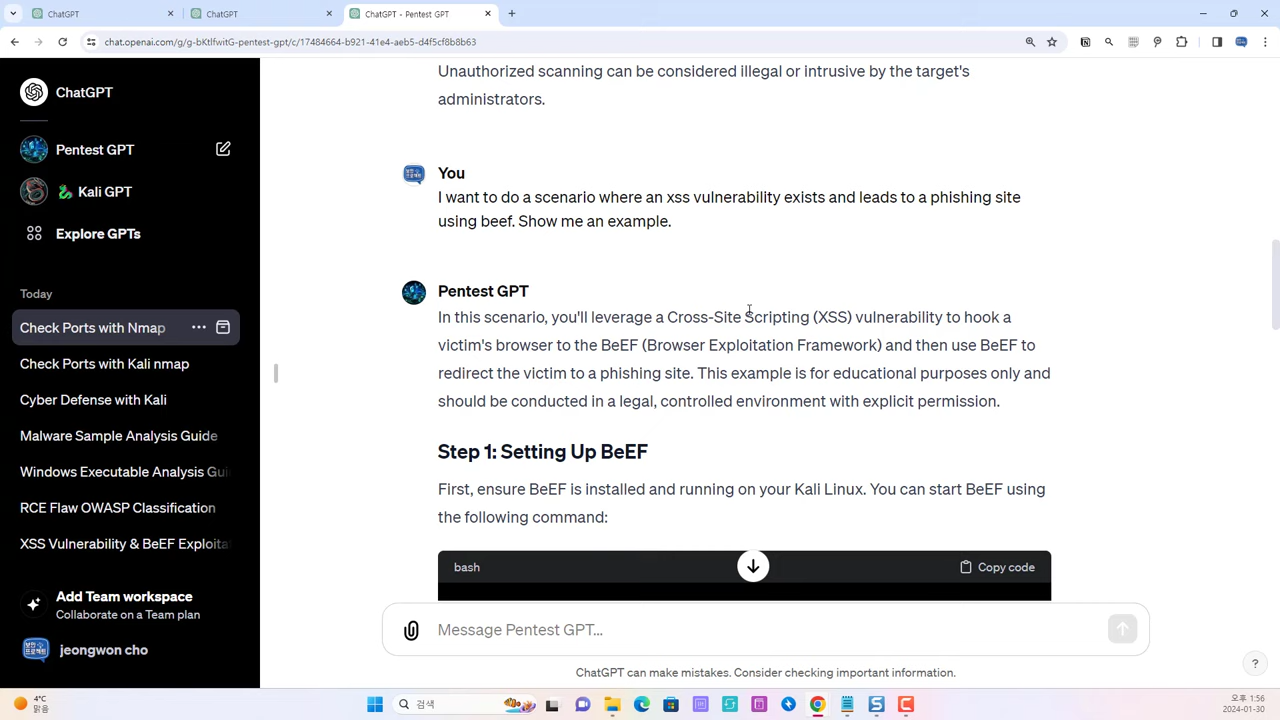 ChatGPT
ChatGPT
ChatGPT - Pentest GPT
chat.openai.com/g/g-bKtlfwitG-pentest-gpt/c/17484664-b921-41e4-aeb5-d4f5cf8b8b63
ChatGPT
Pentest GPT
Kali GPT
Explore GPTs
Today
Check Ports with Nmap
Check Ports with Kali nmap
Cyber Defense with Kali
Malware Sample Analysis Guide
Windows Executable Analysis Gui
RCE Flaw OWASP Classification
XSS Vulnerability & BeEF Exploita
Add Team workspace
Collaborate on a Team plan
jeongwon cho
Unauthorized scanning can be considered illegal or intrusive by the target's
administrators.
You
I want to do a scenario where an xss vulnerability exists and leads to a phishing site
using beef. Show me an example.
Pentest GPT
In this scenario, you'll leverage a Cross-Site Scripting (XSS) vulnerability to hook a
victim's browser to the BeEF (Browser Exploitation Framework) and then use BeEF to
redirect the victim to a phishing site. This example is for educational purposes only and
should be conducted in a legal, controlled environment with explicit permission.
Step 1: Setting Up BeEF
First, ensure BeEF is installed and running on your Kali Linux. You can start BeEF using
the following command:
bash
Copy code
Message Pentest GPT...
ChatGPT can make mistakes. Consider checking important information.
?
4°C
맑음
검색
오후 1:56
2024-01-30